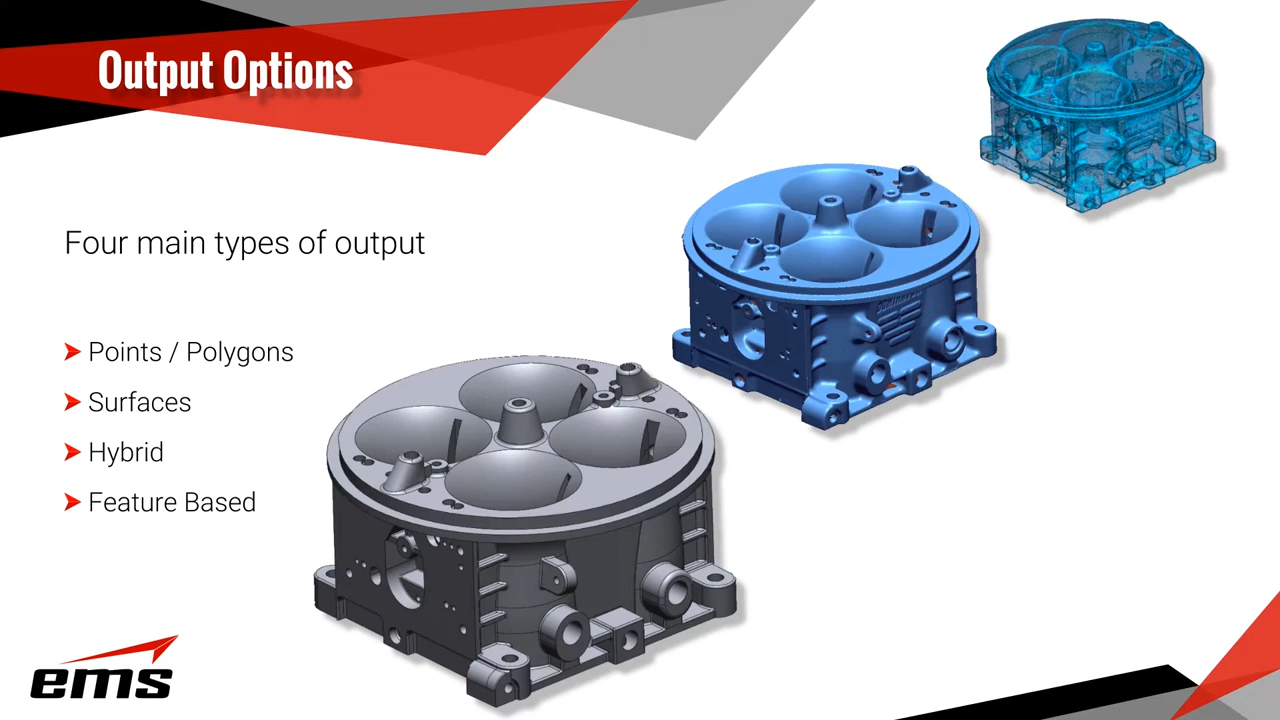 Output Options
Four main types of output
Points / Polygons
Surfaces
Hybrid
Feature Based
ems